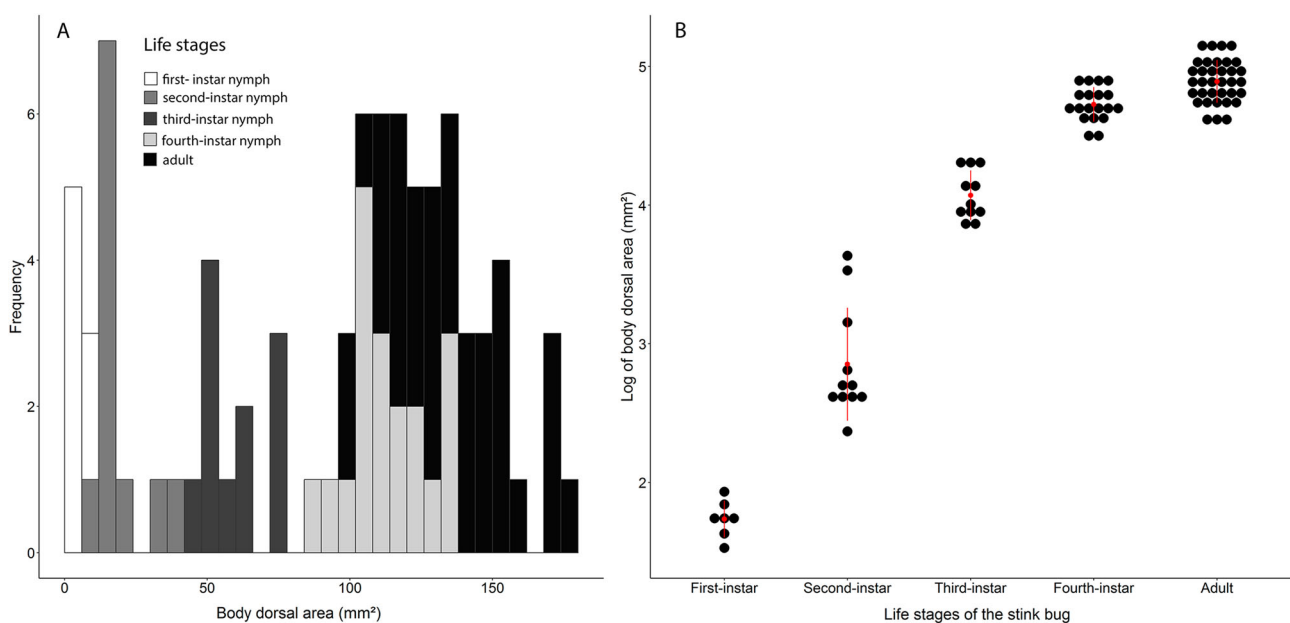 A
Life stages
first- instar nymph
second-instar nymph
third-instar nymph
fourth-instar nymph
adult
Frequency
6
4
2
0
0
50
100
150
Body dorsal area (mm²)
B
Log of body dorsal area (mm²)
5
4
3
2
First-instar
Second-instar
Third-instar
Fourth-instar
Adult
Life stages of the stink bug